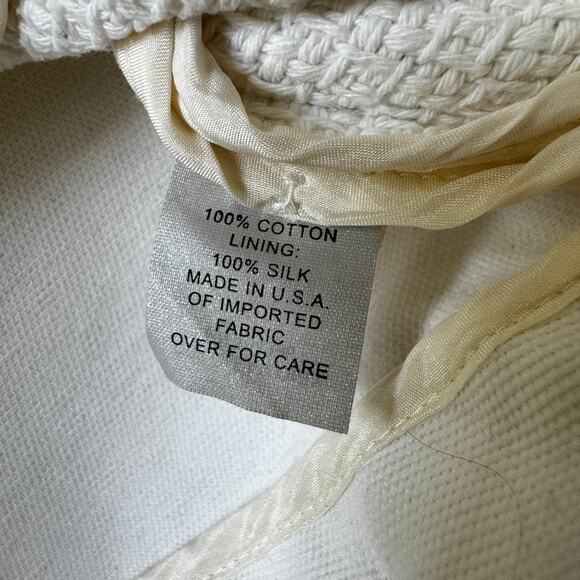 100% COTTON
LINING:
100% SILK
MADE IN U.S.A.
OF IMPORTED
FABRIC
OVER FOR CARE